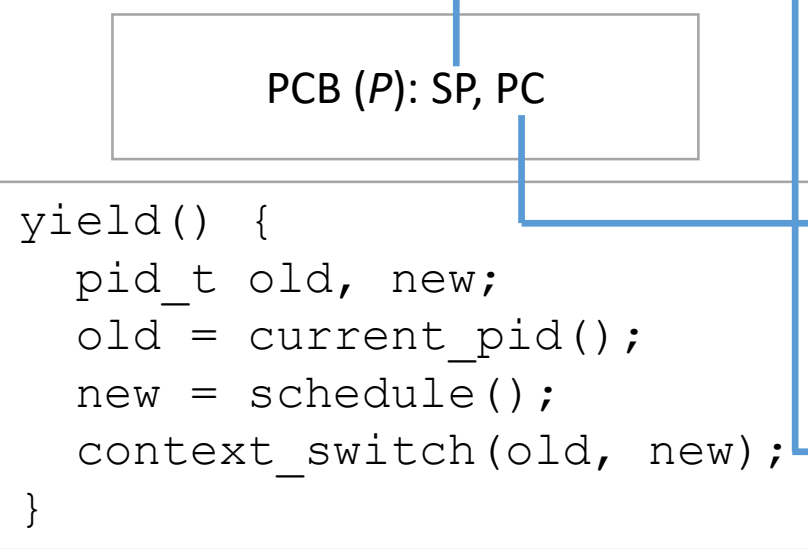 PCB (P): SP, PC
yield() {
pid_t old, new;
old = current_pid();
new = schedule();
context_switch(old, new);
}